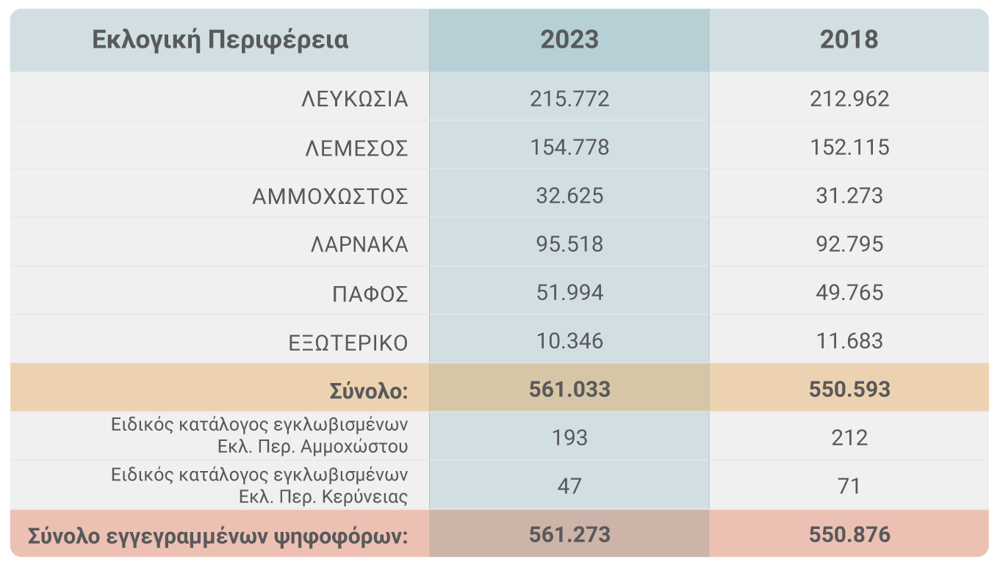 Εκλογική Περιφέρεια 2023 2018
ΛΕΥΚΩΣΙΑ 215.772 212.962
ΛΕΜΕΣΟΣ 154.778 152.115
ΑΜΜΟΧΩΣΤΟΣ 32.625 31.273
ΛΑΡΝΑΚΑ 95.518 92.795
ΠΑΦΟΣ 51.994 49.765
ΕΞΩΤΕΡΙΚΟ 10.346 11.683
Σύνολο: 561.033 550.593
Ειδικός κατάλογος εγκλωβισμένων
Εκλ. Περ. Αμμοχώστου 193 212
Ειδικός κατάλογος εγκλωβισμένων
Εκλ. Περ. Κερύνειας 47 71
Σύνολο εγγεγραμμένων ψηφοφόρων: 561.273 550.876